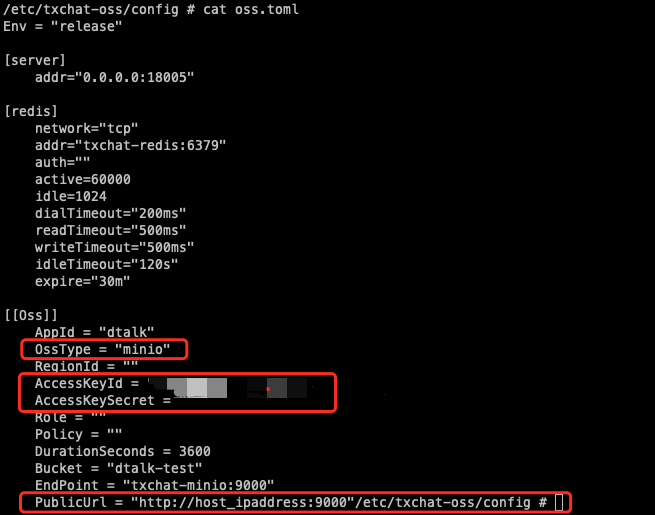 /etc/txchat-oss/config # cat oss.toml
Env = "release"
[server]
addr="0.0.0.0:18005"
[redis]
network="tcp"
addr="txchat-redis:6379"
auth=""
active=60000
idle=1024
dialTimeout="200ms"
readTimeout="500ms"
writeTimeout="500ms"
idleTimeout="120s"
expire="30m"
[[Oss]]
AppId = "dtalk"
OssType = "minio"
RegionId = ""
AccessKeyId =
AccessKeySecret =
Role = ""
Policy = ""
DurationSeconds = 3600
Bucket = "dtalk-test"
EndPoint = "txchat-minio:9000"
PublicUrl = "http://host_ipaddress:9000"/etc/txchat-oss/config #